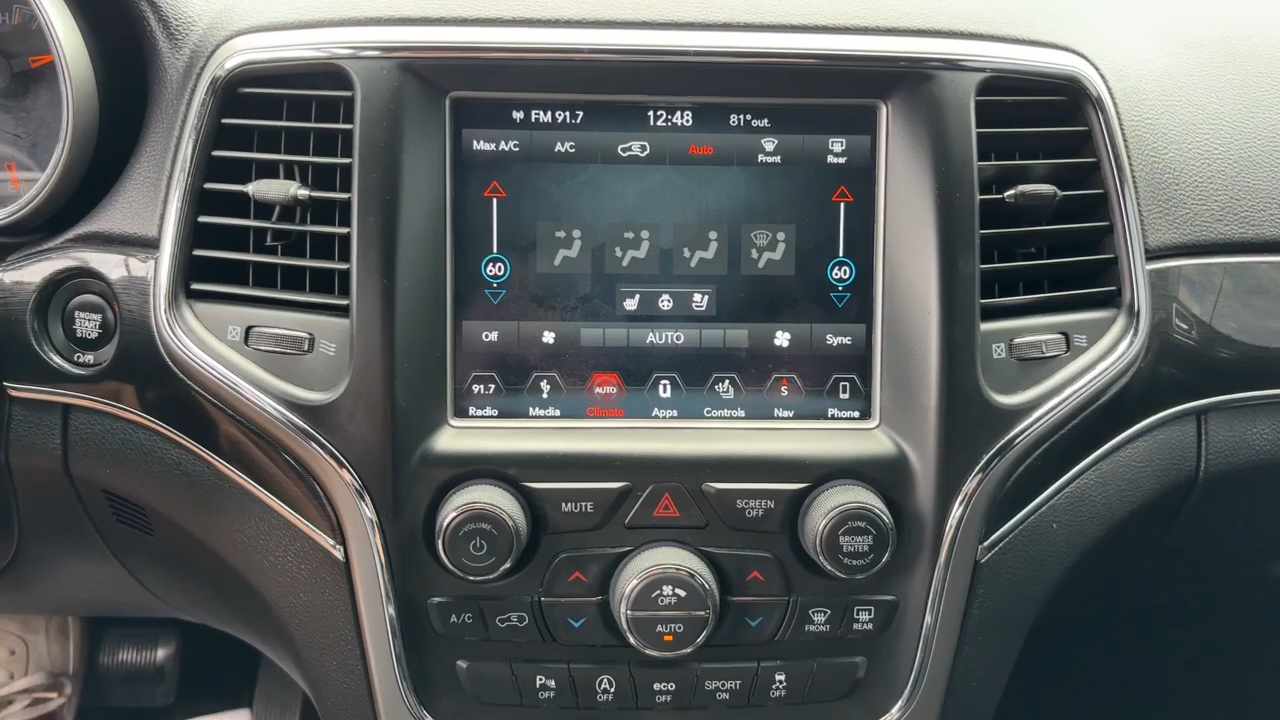 H
FM 91.7
12:48
81°out.
Max A/C
A/C
Auto
Front
Rear
60
60
Off
AUTO
Sync
91.7
AUTO
U
S
Radio
Media
Climate
Apps
Controls
Nav
Phone
ENGINE
START
STOP
VOLUME
MUTE
SCREEN
OFF
TUNE
BROWSE
ENTER
SCROLL
OFF
AUTO
A/C
FRONT
REAR
P
OFF
A
OFF
eco
OFF
SPORT
ON
OFF